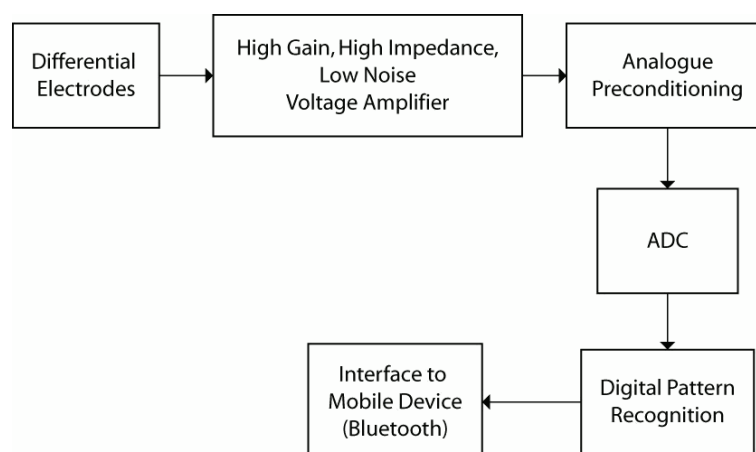 Differential
Electrodes
High Gain, High Impedance,
Low Noise
Voltage Amplifier
Analogue
Preconditioning
ADC
Digital Pattern
Recognition
Interface to
Mobile Device
(Bluetooth)